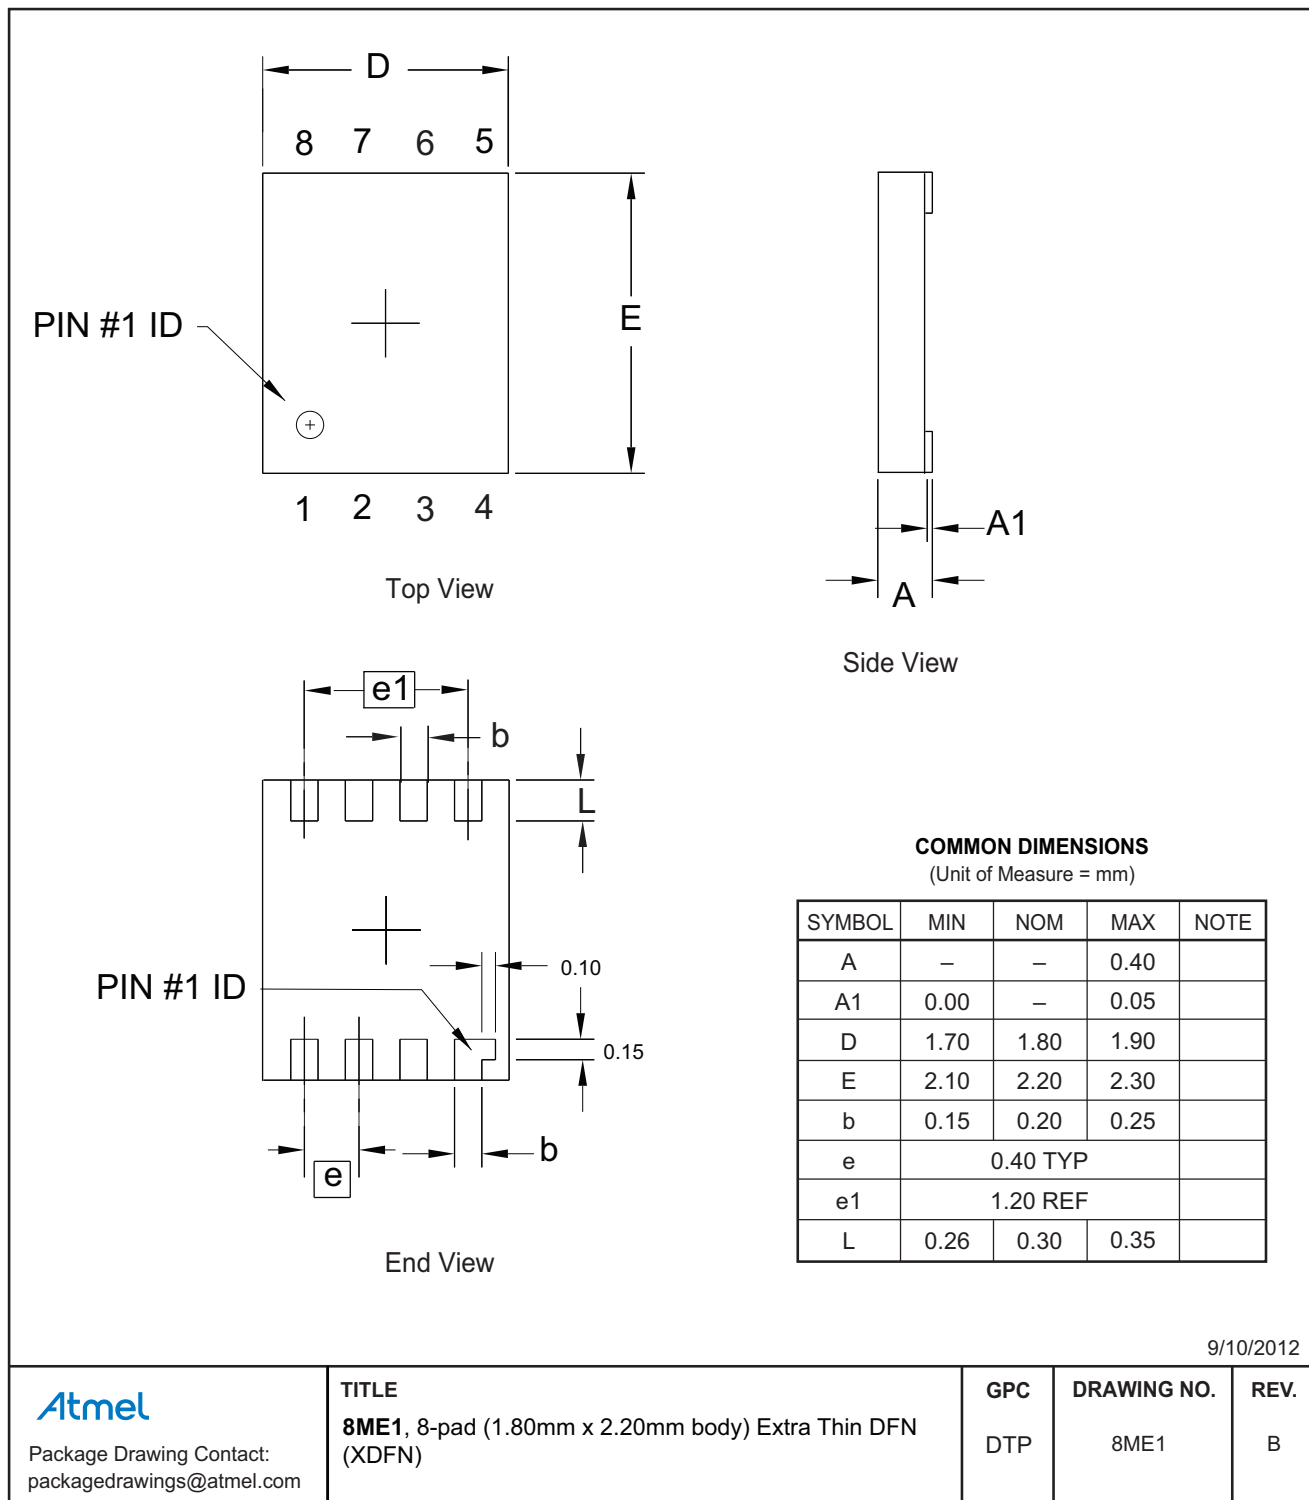 D
8 7 6 5
E
PIN #1 ID
1 2 3 4
Top View
A1
A
Side View
e1
b
L
0.10
PIN #1 ID
0.15
b
e
End View
COMMON DIMENSIONS
(Unit of Measure = mm)
SYMBOL MIN NOM MAX NOTE
A – – 0.40
A1 0.00 – 0.05
D 1.70 1.80 1.90
E 2.10 2.20 2.30
b 0.15 0.20 0.25
e 0.40 TYP
e1 1.20 REF
L 0.26 0.30 0.35
9/10/2012
Atmel
Package Drawing Contact:
packagedrawings@atmel.com
TITLE
8ME1, 8-pad (1.80mm x 2.20mm body) Extra Thin DFN
(XDFN)
GPC
DTP
DRAWING NO.
8ME1
REV.
B